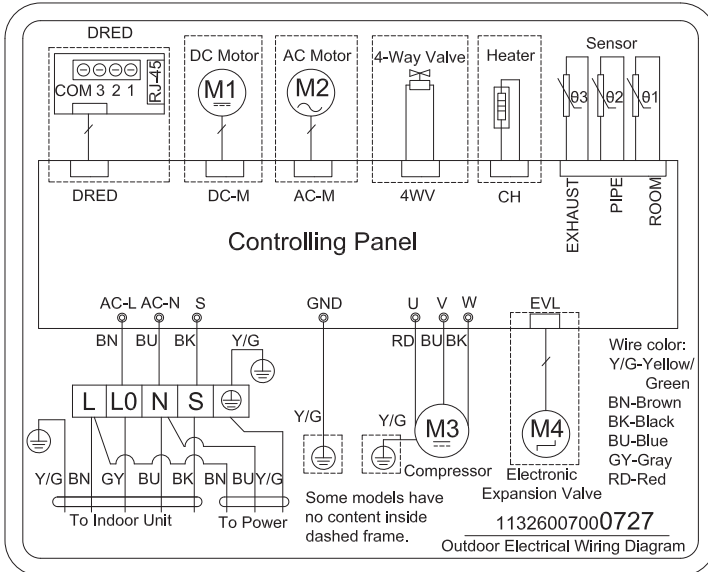 DRED
COM 3 2 1
RJ-45
DC Motor
M1
AC Motor
M2
4-Way Valve
Heater
Sensor
θ3
θ2
θ1
DRED
DC-M
AC-M
4WV
CH
EXHAUST
PIPE
ROOM
Controlling Panel
AC-L AC-N S
GND
U V W
EVL
BN BU BK Y/G
RD BU BK
L L0 N S
Y/G
Y/G
M3
Compressor
M4
Electronic
Expansion Valve
Wire color:
Y/G-Yellow/
Green
BN-Brown
BK-Black
BU-Blue
GY-Gray
RD-Red
Y/G BN GY BU BK BN BU Y/G
To Indoor Unit
To Power
Some models have
no content inside
dashed frame.
11326007000727
Outdoor Electrical Wiring Diagram